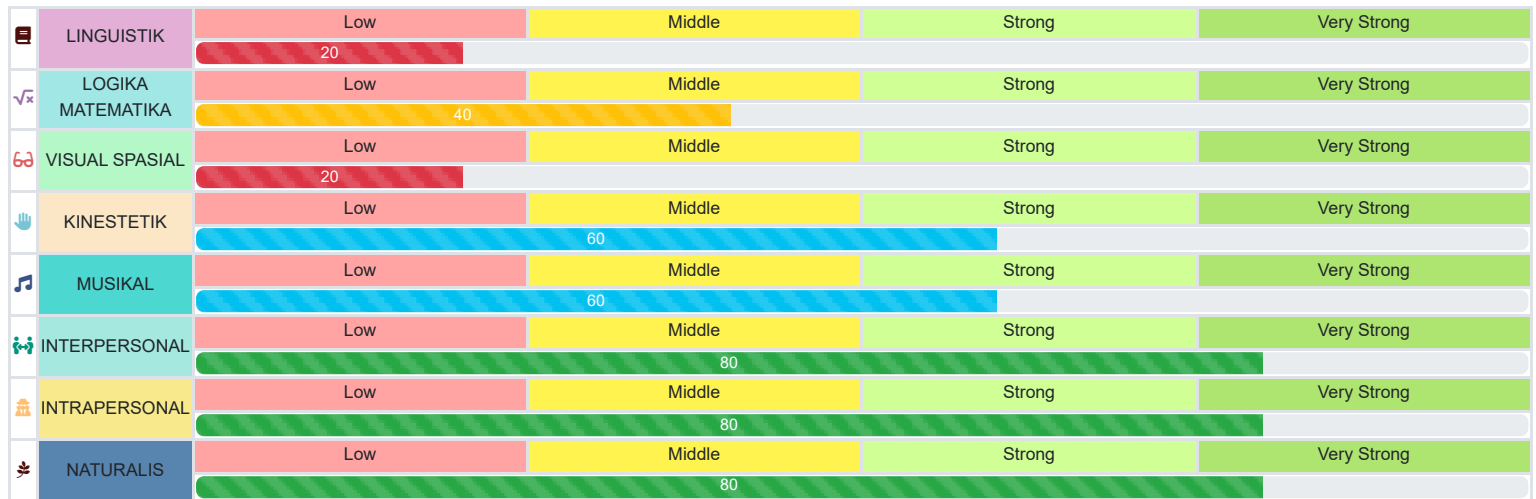 LINGUISTIK
Low Middle Strong Very Strong
20
LOGIKA
MATEMATIKA
Low Middle Strong Very Strong
40
VISUAL SPASIAL
Low Middle Strong Very Strong
20
KINESTETIK
Low Middle Strong Very Strong
60
MUSIKAL
Low Middle Strong Very Strong
60
INTERPERSONAL
Low Middle Strong Very Strong
80
INTRAPERSONAL
Low Middle Strong Very Strong
80
NATURALIS
Low Middle Strong Very Strong
80